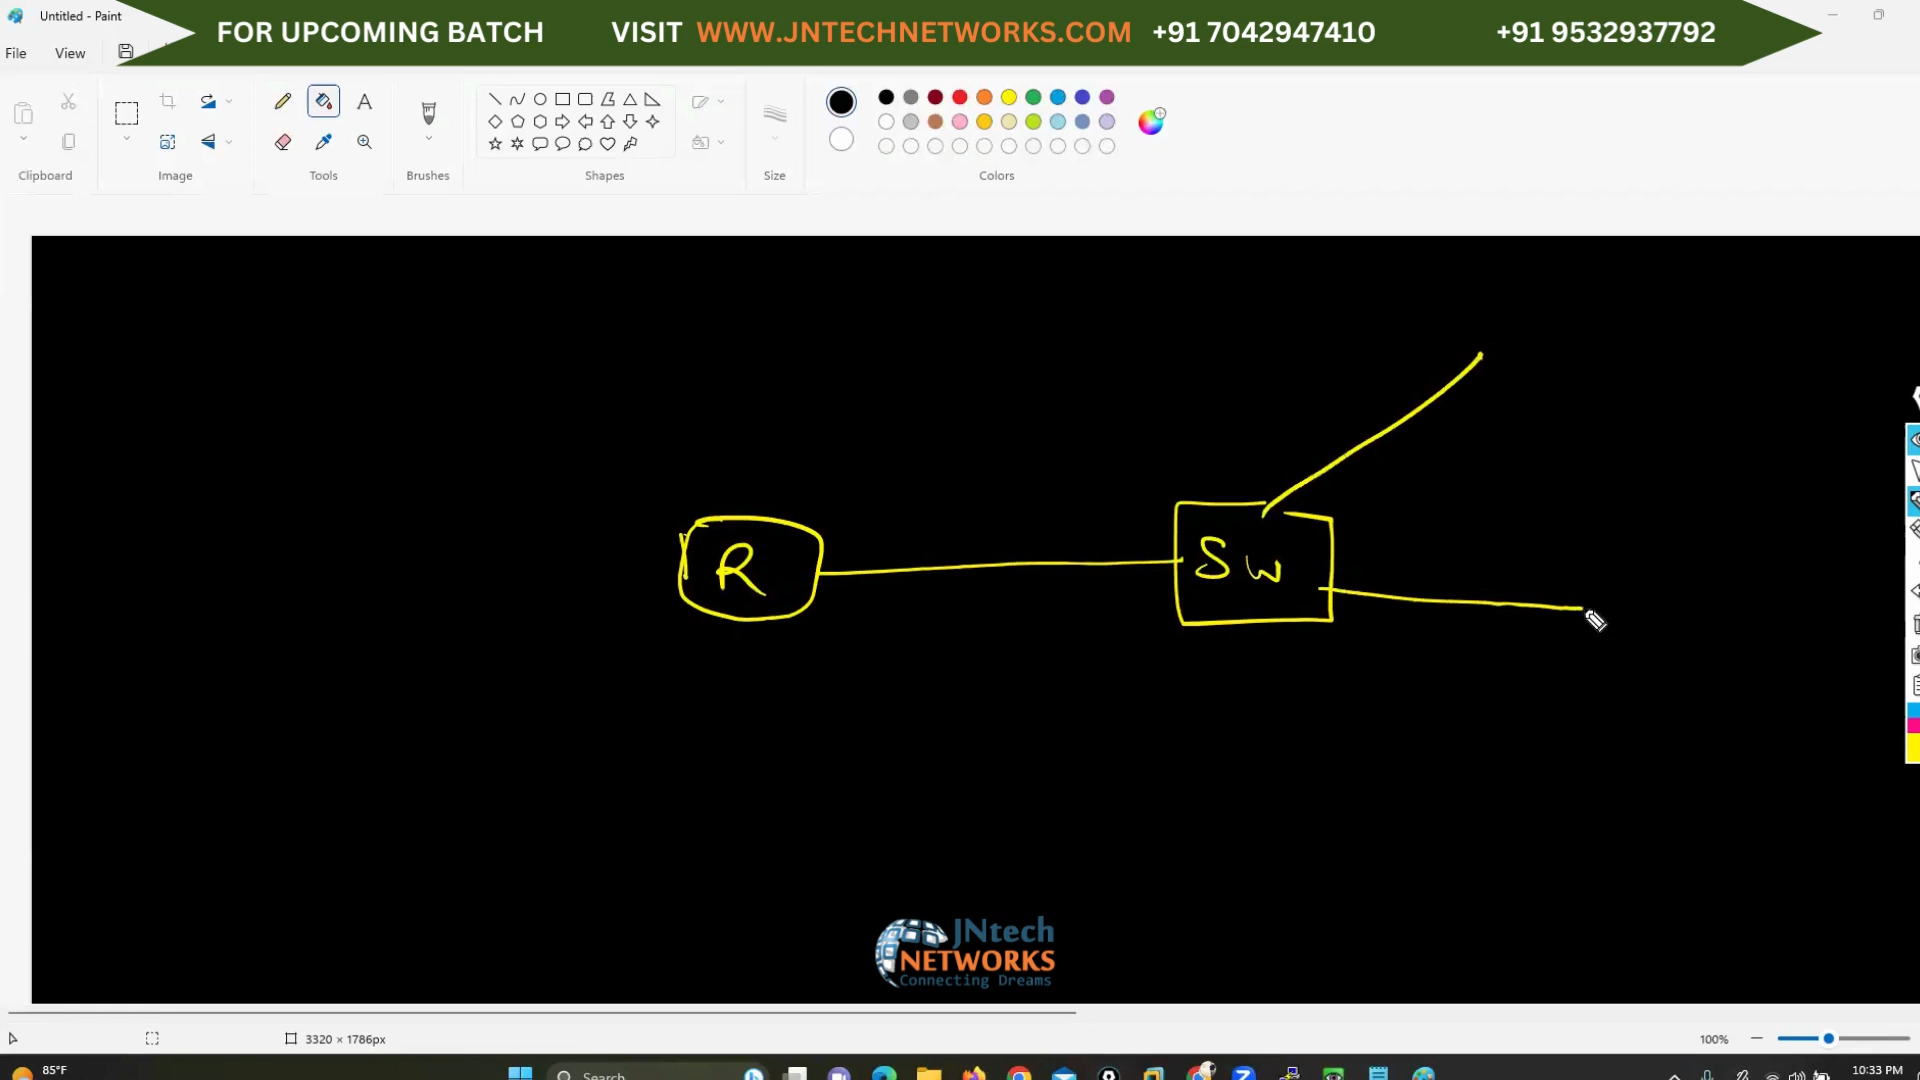 Untitled - Paint
FOR UPCOMING BATCH VISIT WWW.JNTECHNETWORKS.COM +91 7042947410 +91 9532937792
File View
Clipboard Image Tools Brushes Shapes Size Colors
R SW
JNtech
NETWORKS
Connecting Dreams
3320 × 1786px 100%
85°F Search 10:33 PM